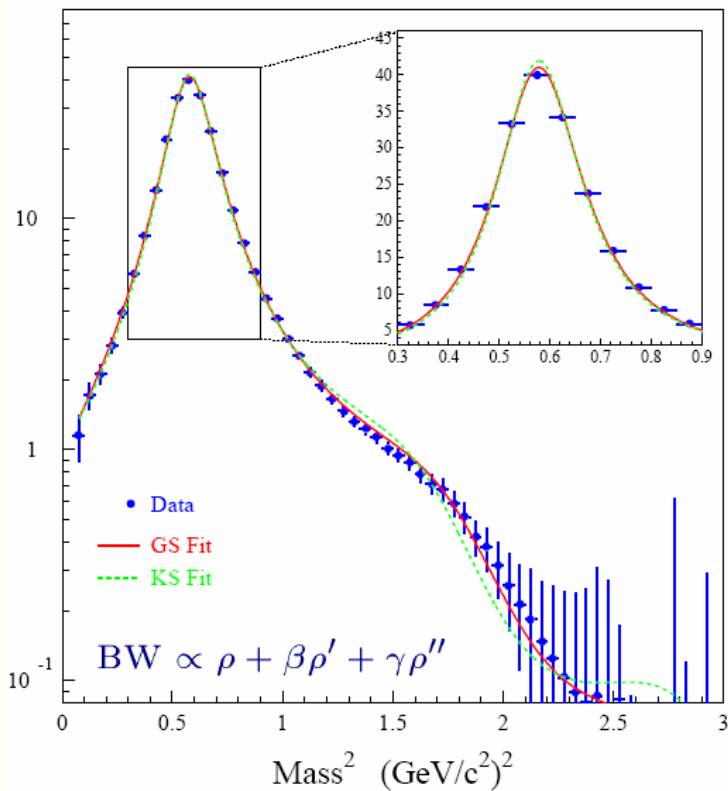 45
40
35
30
25
20
15
10
5
0.3 0.4 0.5 0.6 0.7 0.8 0.9
10
1
10⁻¹
Data
GS Fit
KS Fit
BW ∝ ρ + βρ′ + γρ″
0 0.5 1 1.5 2 2.5 3
Mass² (GeV/c²)²